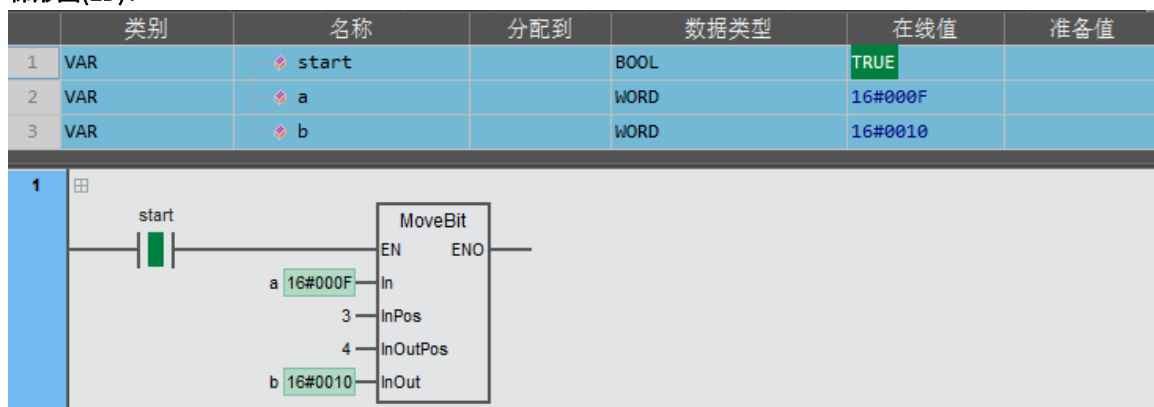 类别 名称 分配到 数据类型 在线值 准备值
1 VAR start BOOL TRUE
2 VAR a WORD 16#000F
3 VAR b WORD 16#0010
1
start
MoveBit
EN ENO
a 16#000F In
3 InPos
4 InOutPos
b 16#0010 InOut